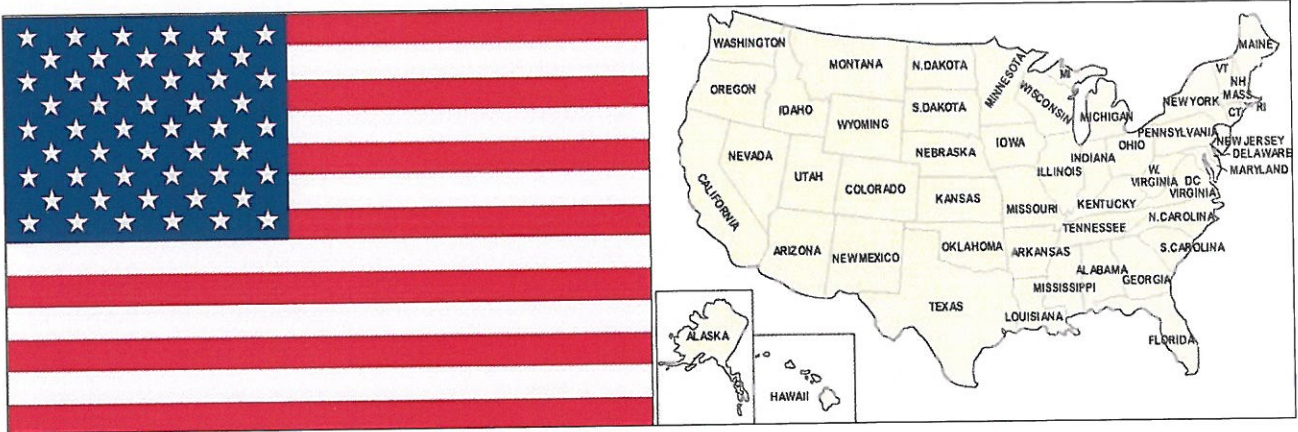 WASHINGTON
MONTANA
N.DAKOTA
MINNESOTA
MI
MAINE
VT
NH
MASS
NEW YORK
CT
RI
OREGON
IDAHO
S.DAKOTA
WISCONSIN
MICHIGAN
WYOMING
PENNSYLVANIA
NEW JERSEY
DELAWARE
MARYLAND
NEVADA
NEBRASKA
IOWA
OHIO
INDIANA
ILLINOIS
UTAH
COLORADO
W.
VIRGINIA
DC
VIRGINIA
CALIFORNIA
KANSAS
MISSOURI
KENTUCKY
TENNESSEE
N.CAROLINA
ARIZONA
NEW MEXICO
OKLAHOMA
ARKANSAS
S.CAROLINA
ALABAMA
GEORGIA
MISSISSIPPI
TEXAS
LOUISIANA
FLORIDA
ALASKA
HAWAII